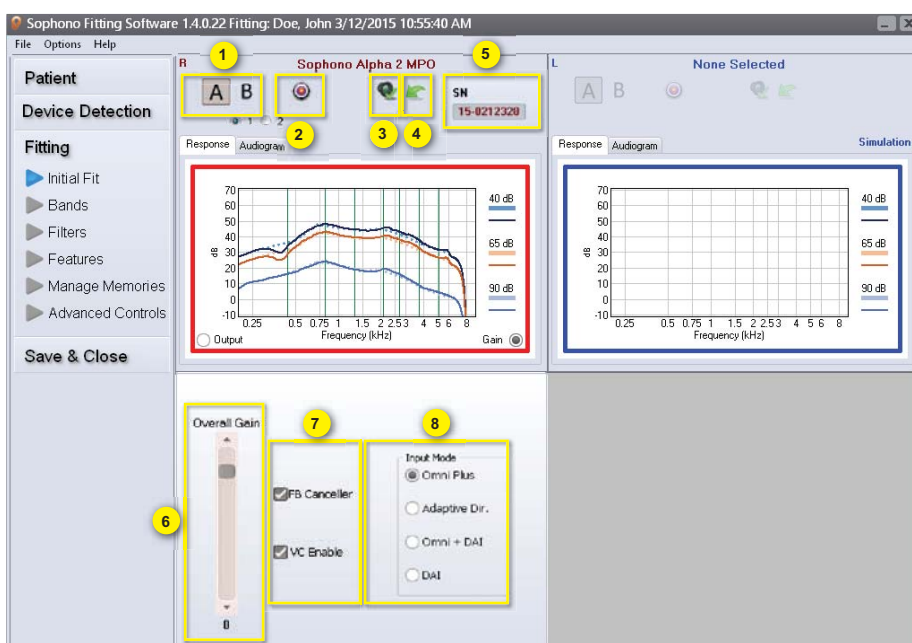 Sophono Fitting Software 1.4.0.22 Fitting: Doe, John 3/12/2015 10:55:40 AM
File Options Help
Patient
Device Detection
Fitting
Initial Fit
Bands
Filters
Features
Manage Memories
Advanced Controls
Save & Close
R
Sophono Alpha 2 MPO
1
A B
1 2
2
3
4
5
SN
15-0212320
Response Audiogram
70
60
50
40
30
20
10
0
-10
dB
0.25 0.5 0.75 1 1.5 2 2.5 3 4 5 6 8
Frequency (kHz)
40 dB
65 dB
90 dB
Output
Gain
L
None Selected
A B
Response Audiogram
Simulation
70
60
50
40
30
20
10
0
-10
dB
0.25 0.5 0.75 1 1.5 2 2.5 3 4 5 6 8
Frequency (kHz)
40 dB
65 dB
90 dB
Overall Gain
0
6
7
FB Canceller
VC Enable
8
Input Mode
Omni Plus
Adaptive Dir.
Omni + DAI
DAI